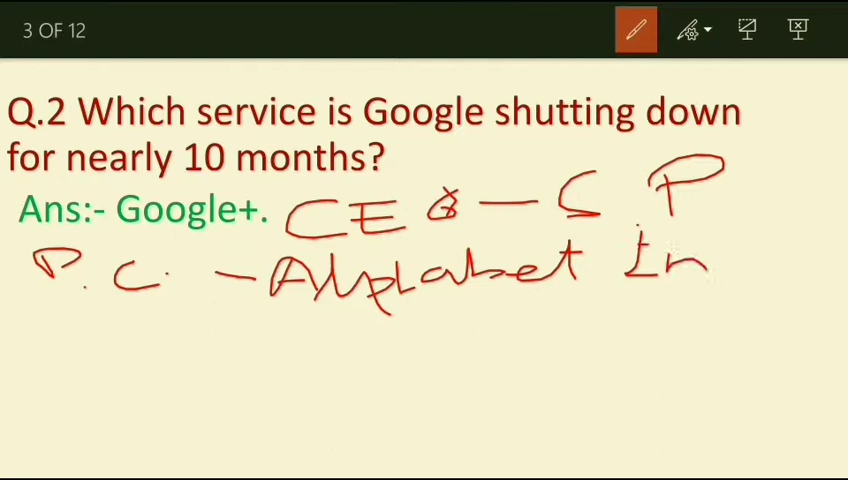 3 OF 12
Q.2 Which service is Google shutting down
for nearly 10 months?
Ans:- Google+. CEO - S P
P. C. - Alphabet In